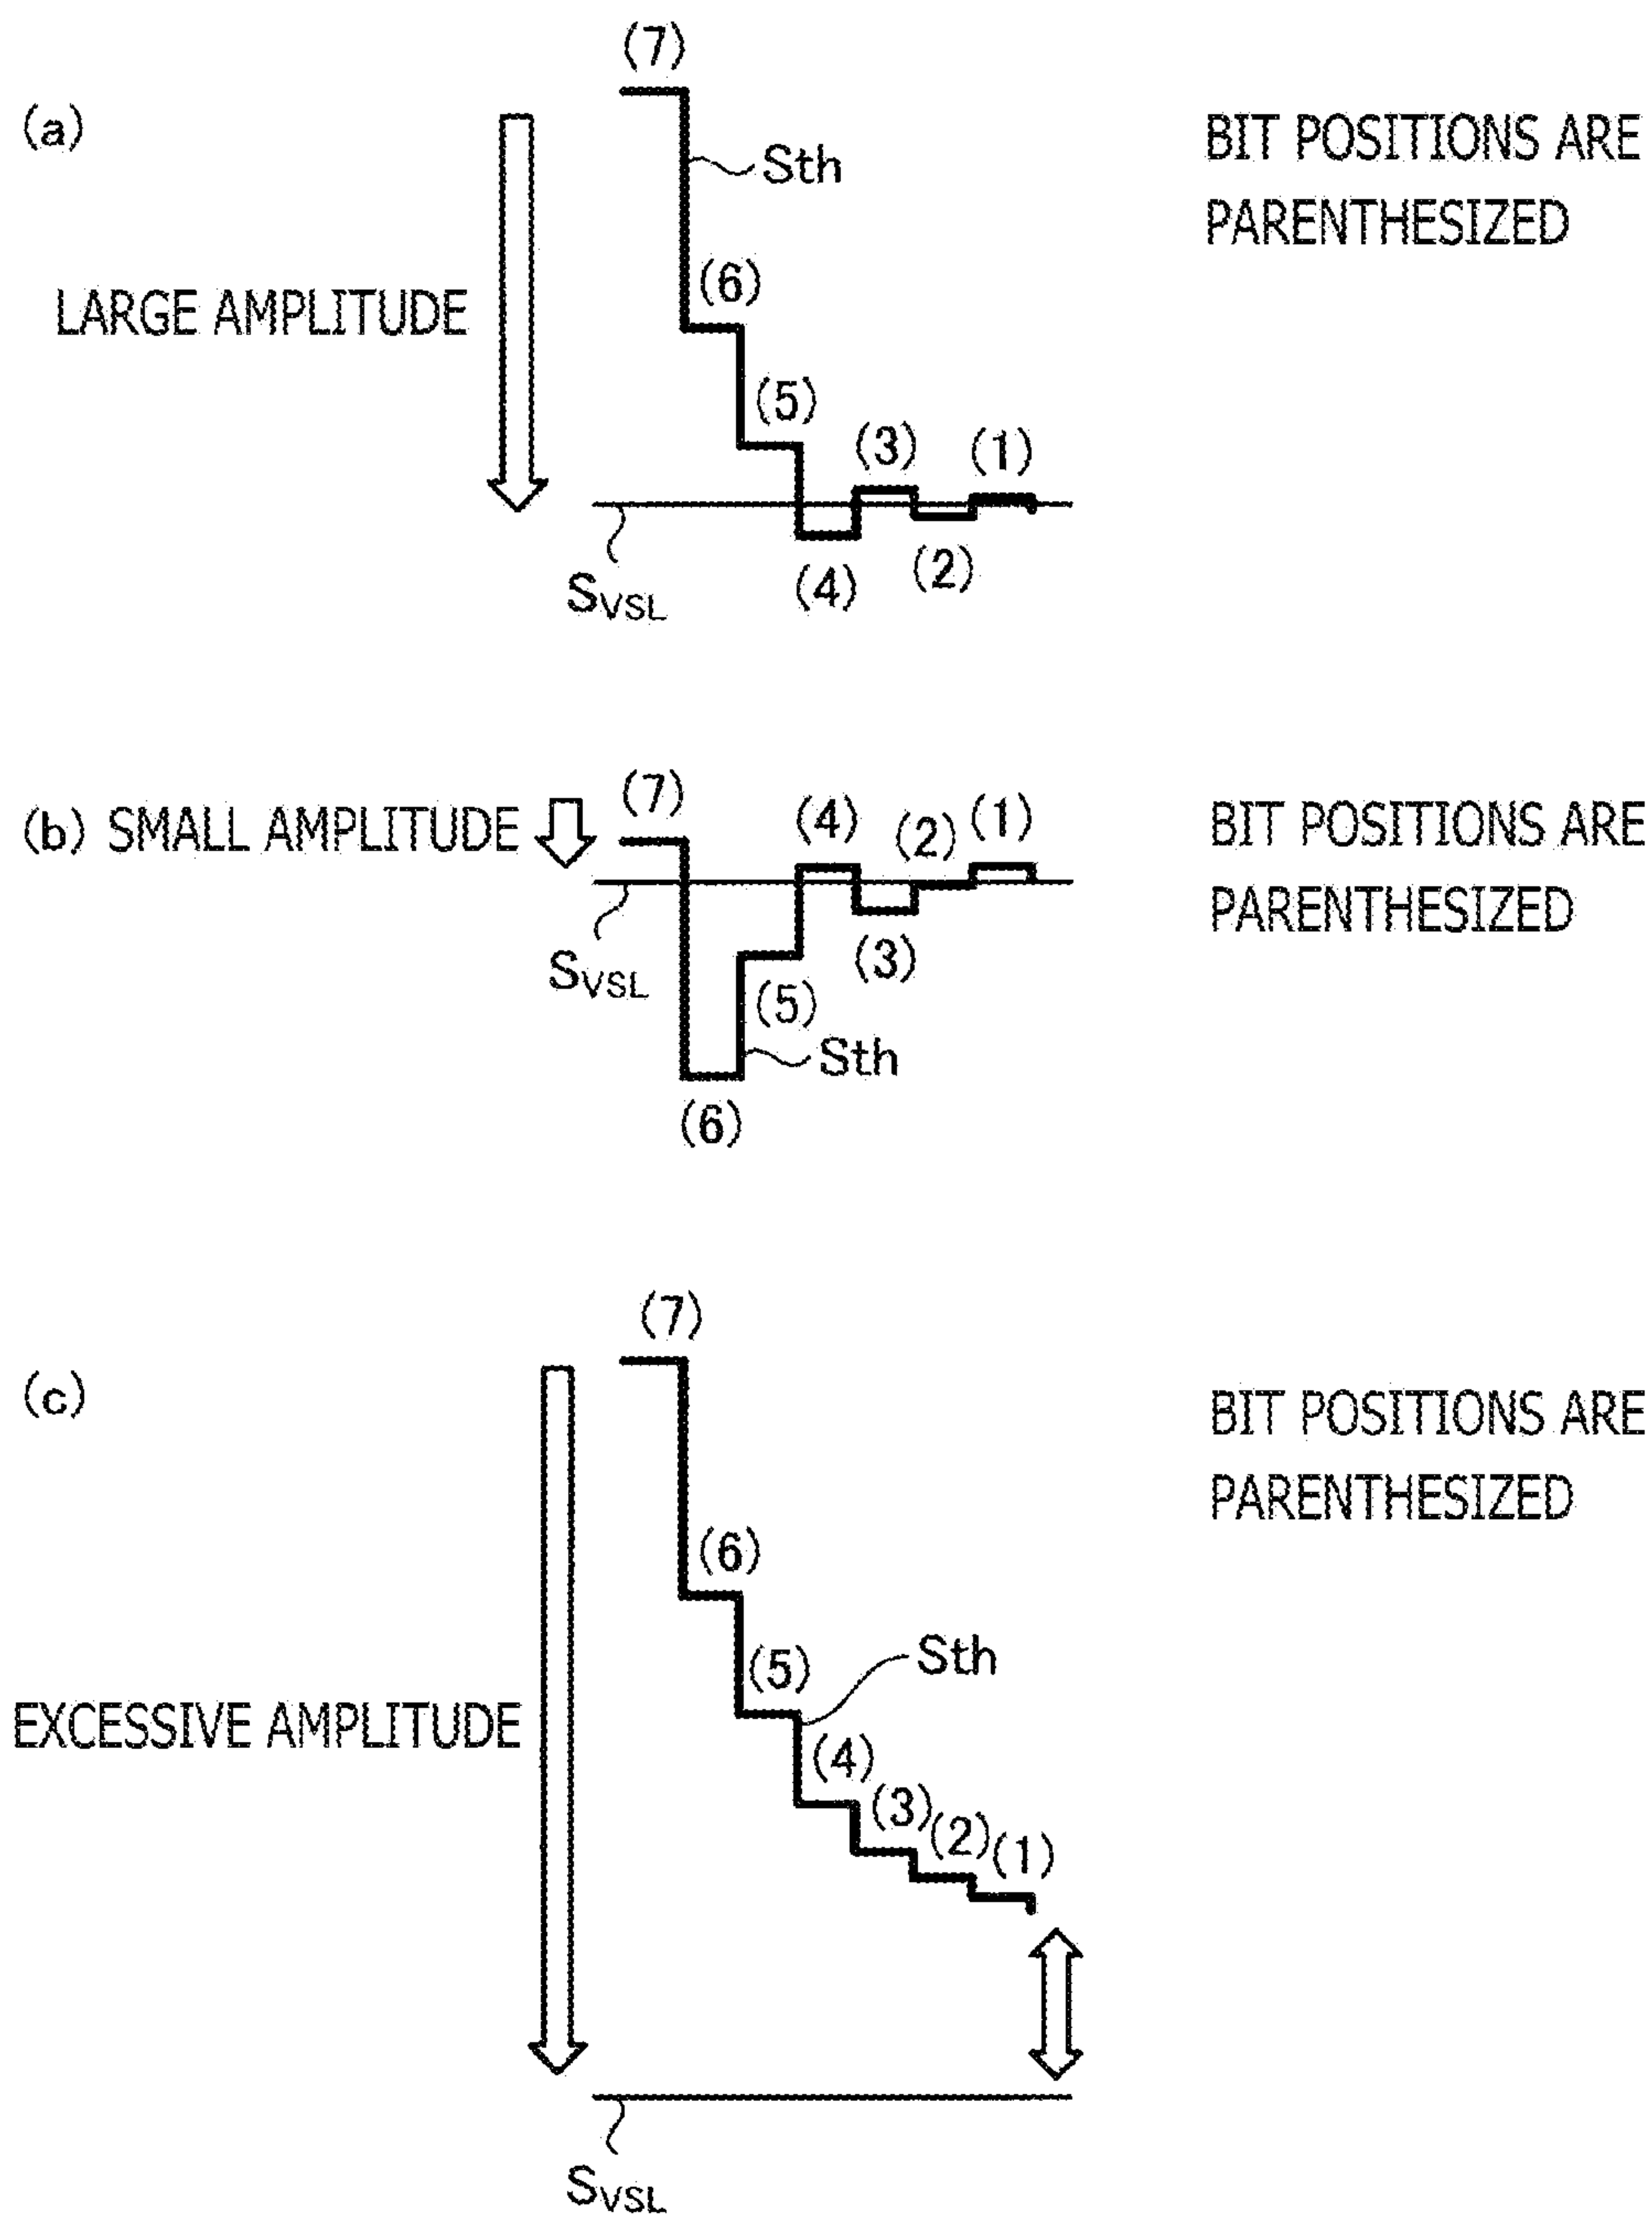 (a)
(7)
Sth
BIT POSITIONS ARE
PARENTHESIZED
LARGE AMPLITUDE
(6)
(5)
(3)
(1)
(4)
(2)
SVSL
(b) SMALL AMPLITUDE
(7)
(4)
(2)
(1)
BIT POSITIONS ARE
PARENTHESIZED
SVSL
(3)
(5)
Sth
(6)
(c)
(7)
BIT POSITIONS ARE
PARENTHESIZED
(6)
(5)
Sth
EXCESSIVE AMPLITUDE
(4)
(3)
(2)
(1)
SVSL